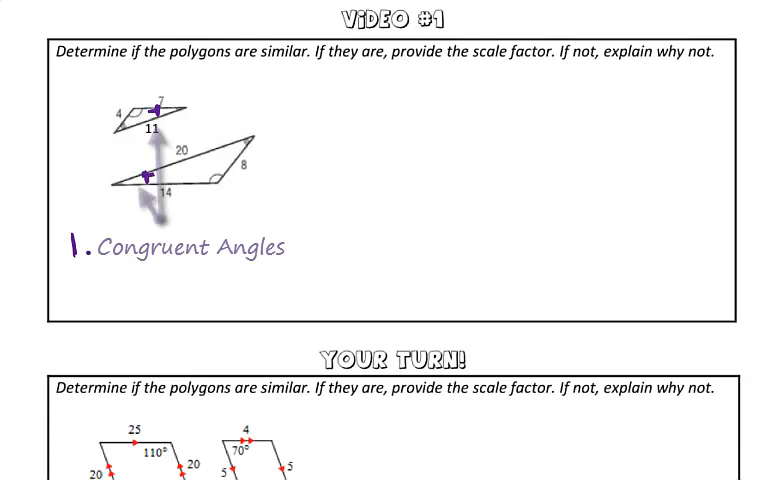 VIDEO #1
Determine if the polygons are similar. If they are, provide the scale factor. If not, explain why not.
7
4
11
20
8
14
1. Congruent Angles
YOUR TURN!
Determine if the polygons are similar. If they are, provide the scale factor. If not, explain why not.
25
4
110°
70°
20
20
5
5